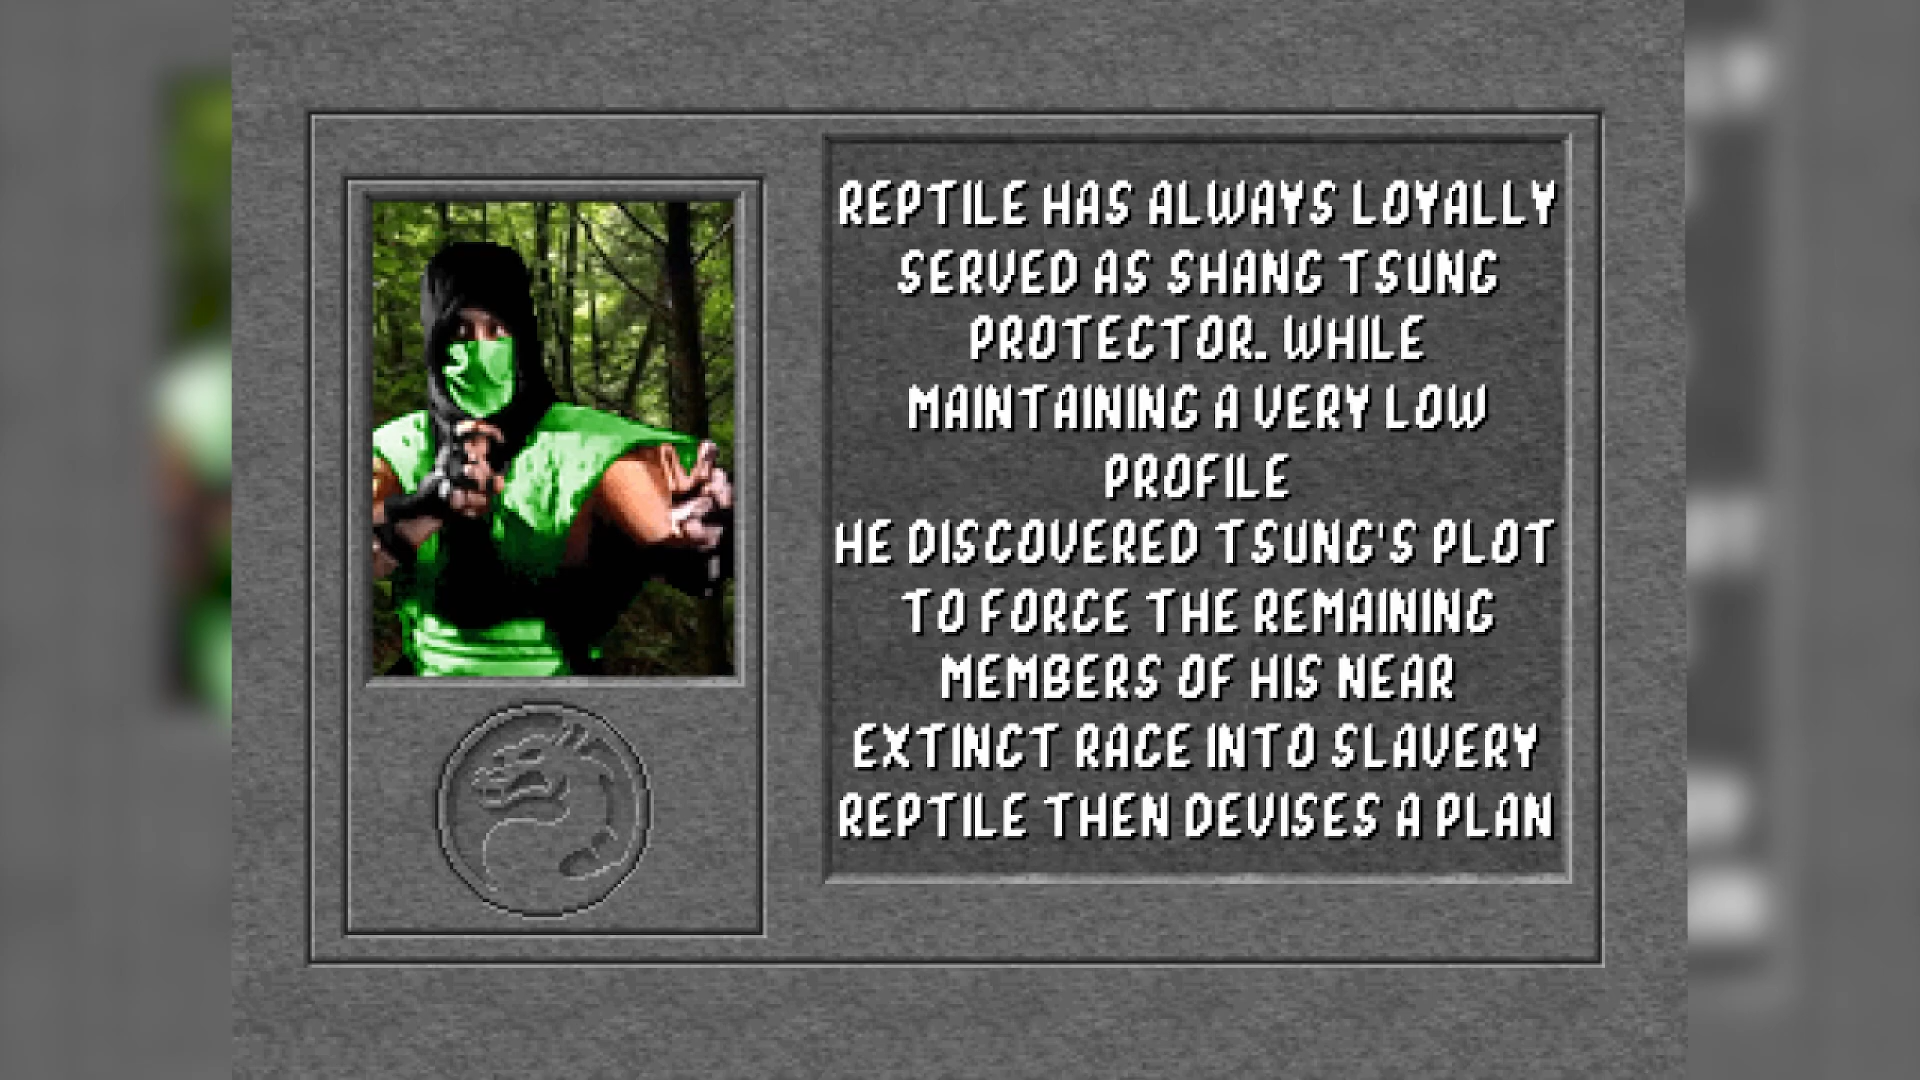 REPTILE HAS ALWAYS LOYALLY
SERVED AS SHANG TSUNG
PROTECTOR. WHILE
MAINTAINING A VERY LOW
PROFILE
HE DISCOVERED TSUNG'S PLOT
TO FORCE THE REMAINING
MEMBERS OF HIS NEAR
EXTINCT RACE INTO SLAVERY
REPTILE THEN DEVISES A PLAN